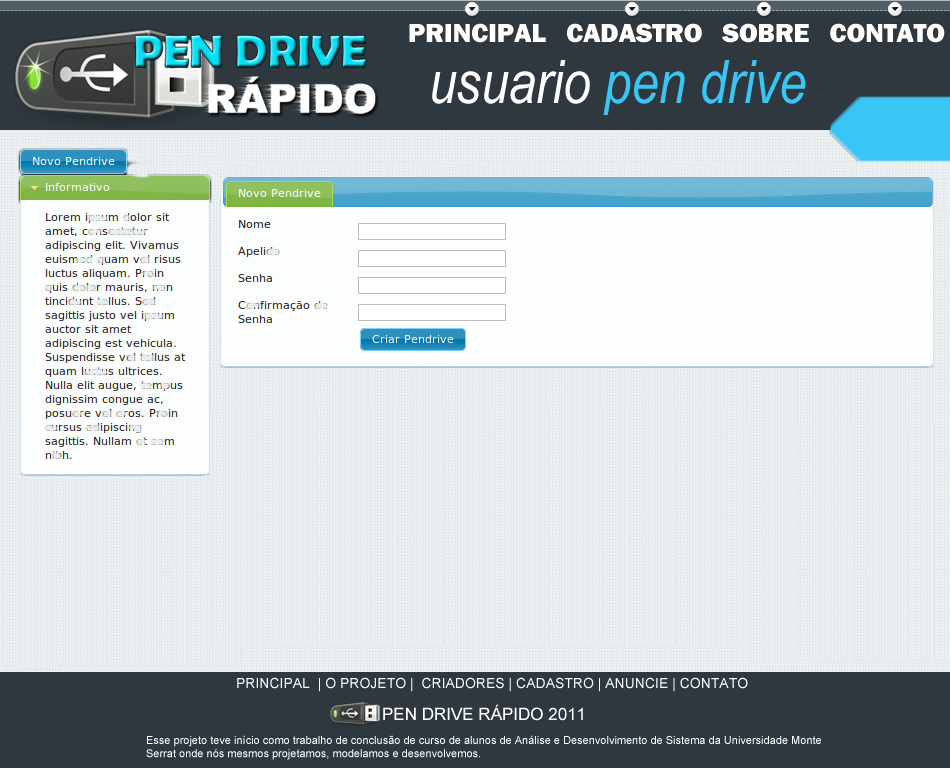 PRINCIPAL CADASTRO SOBRE CONTATO
PEN DRIVE
RÁPIDO
usuario pen drive
Novo Pendrive
Informativo
Lorem ipsum dolor sit
amet, consectetur
adipiscing elit. Vivamus
euismod quam vel risus
luctus aliquam. Proin
quis dolor mauris, non
tincidunt tellus. Sed
sagittis justo vel ipsum
auctor sit amet
adipiscing est vehicula.
Suspendisse vel tellus at
quam luctus ultrices.
Nulla elit augue, tempus
dignissim congue ac,
posuere vel eros. Proin
cursus adipiscing
sagittis. Nullam et sem
nibh.
Novo Pendrive
Nome
Apelido
Senha
Confirmação de
Senha
Criar Pendrive
PRINCIPAL | O PROJETO | CRIADORES | CADASTRO | ANUNCIE | CONTATO
PEN DRIVE RÁPIDO 2011
Esse projeto teve início como trabalho de conclusão de curso de alunos de Análise e Desenvolvimento de Sistema da Universidade Monte
Serrat onde nós mesmos projetamos, modelamos e desenvolvemos.